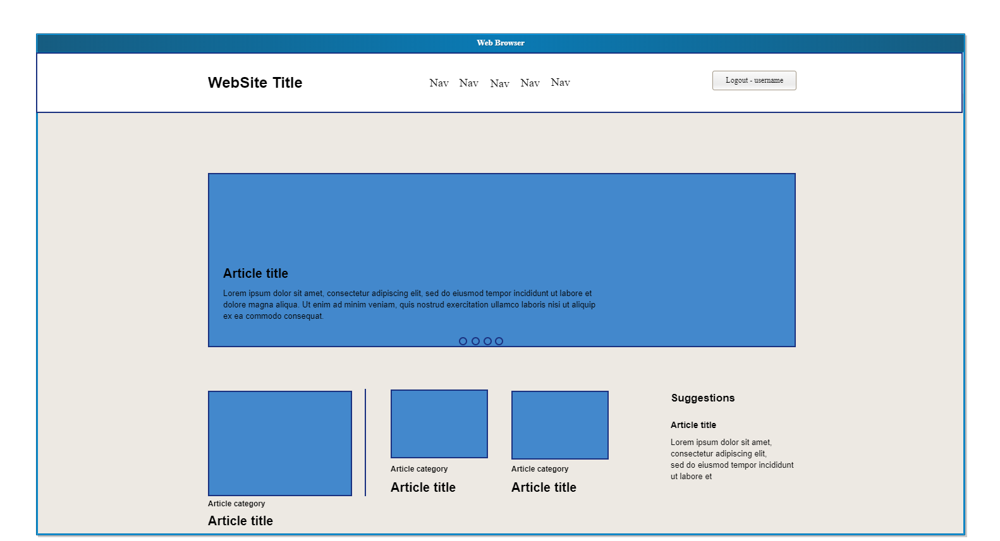 Web Browser
WebSite Title
Nav Nav Nav Nav Nav
Logout - username
Article title
Lorem ipsum dolor sit amet, consectetur adipiscing elit, sed do eiusmod tempor incididunt ut labore et
dolore magna aliqua. Ut enim ad minim veniam, quis nostrud exercitation ullamco laboris nisi ut aliquip
ex ea commodo consequat.
Article category
Article title
Article category
Article title
Article category
Article title
Suggestions
Article title
Lorem ipsum dolor sit amet,
consectetur adipiscing elit,
sed do eiusmod tempor incididunt
ut labore et